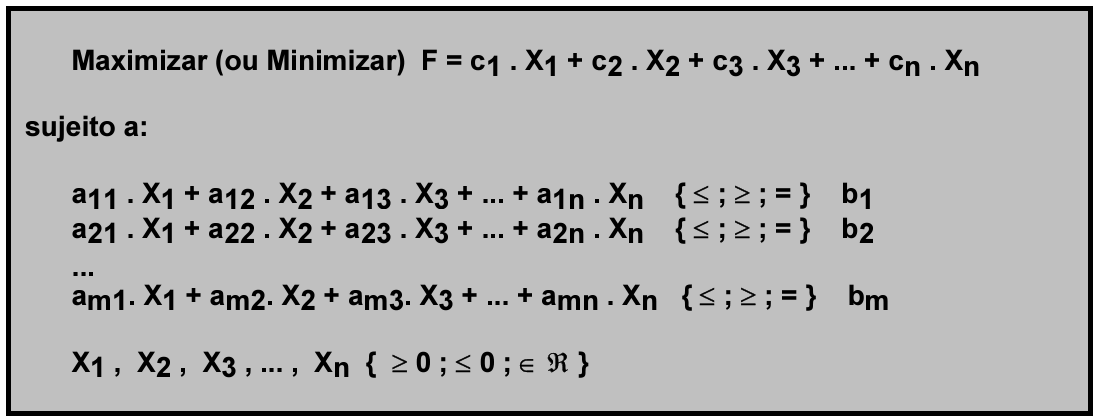 Maximizar (ou Minimizar) F = c1 . X1 + c2 . X2 + c3 . X3 + ... + cn . Xn
sujeito a:
a11 . X1 + a12 . X2 + a13 . X3 + ... + a1n . Xn { ≤ ; ≥ ; = } b1
a21 . X1 + a22 . X2 + a23 . X3 + ... + a2n . Xn { ≤ ; ≥ ; = } b2
...
am1. X1 + am2. X2 + am3. X3 + ... + amn . Xn { ≤ ; ≥ ; = } bm
X1 , X2 , X3 , ... , Xn { ≥ 0 ; ≤ 0 ; ∈ ℜ }